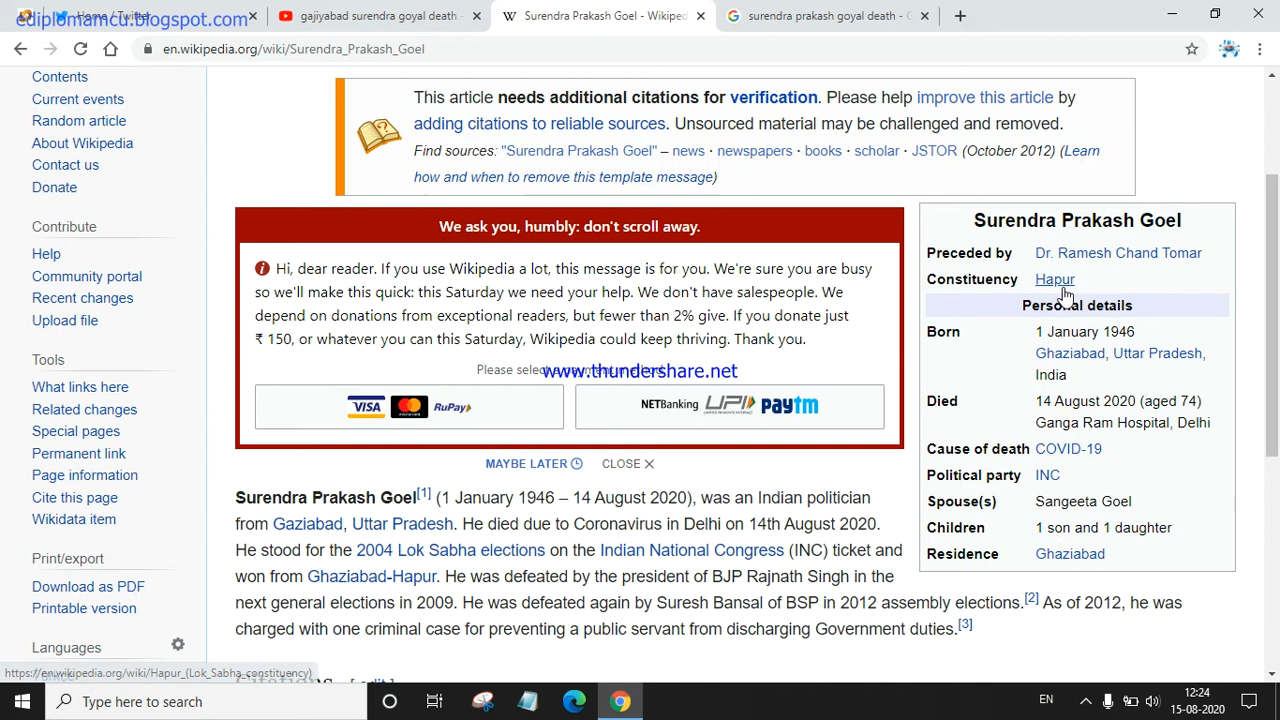 ediplomamcu.blogspot.com
Home / Twitter
gajiyabad surendra goyal death -
W Surendra Prakash Goel - Wikiped
surendra prakash goyal death - G
en.wikipedia.org/wiki/Surendra_Prakash_Goel
Contents
Current events
Random article
About Wikipedia
Contact us
Donate
Contribute
Help
Community portal
Recent changes
Upload file
Tools
What links here
Related changes
Special pages
Permanent link
Page information
Cite this page
Wikidata item
Print/export
Download as PDF
Printable version
Languages
This article needs additional citations for verification. Please help improve this article by
adding citations to reliable sources. Unsourced material may be challenged and removed.
Find sources: "Surendra Prakash Goel" – news · newspapers · books · scholar · JSTOR (October 2012) (Learn
how and when to remove this template message)
We ask you, humbly: don't scroll away.
Hi, dear reader. If you use Wikipedia a lot, this message is for you. We're sure you are busy
so we'll make this quick: this Saturday we need your help. We don't have salespeople. We
depend on donations from exceptional readers, but fewer than 2% give. If you donate just
₹ 150, or whatever you can this Saturday, Wikipedia could keep thriving. Thank you.
Please select a payment method
www.thundershare.net
VISA mastercard RuPay
NETBanking UPI paytm
MAYBE LATER CLOSE
Surendra Prakash Goel
Preceded by Dr. Ramesh Chand Tomar
Constituency Hapur
Personal details
Born 1 January 1946
Ghaziabad, Uttar Pradesh,
India
Died 14 August 2020 (aged 74)
Ganga Ram Hospital, Delhi
Cause of death COVID-19
Political party INC
Spouse(s) Sangeeta Goel
Children 1 son and 1 daughter
Residence Ghaziabad
Surendra Prakash Goel[1] (1 January 1946 – 14 August 2020), was an Indian politician
from Gaziabad, Uttar Pradesh. He died due to Coronavirus in Delhi on 14th August 2020.
He stood for the 2004 Lok Sabha elections on the Indian National Congress (INC) ticket and
won from Ghaziabad-Hapur. He was defeated by the president of BJP Rajnath Singh in the
next general elections in 2009. He was defeated again by Suresh Bansal of BSP in 2012 assembly elections.[2] As of 2012, he was
charged with one criminal case for preventing a public servant from discharging Government duties.[3]
https://en.wikipedia.org/wiki/Hapur_(Lok_Sabha_constituency)
Type here to search
EN
12:24
15-08-2020